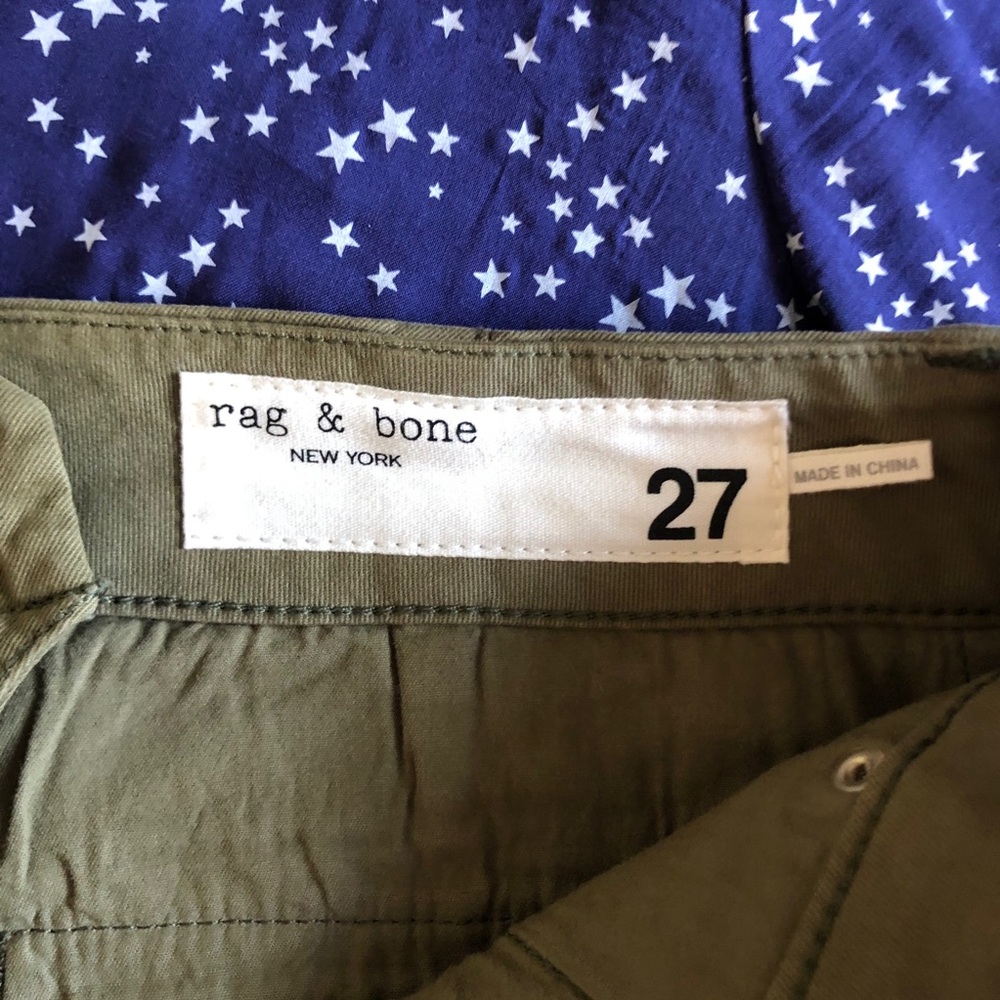 rag & bone
NEW YORK
27
MADE IN CHINA